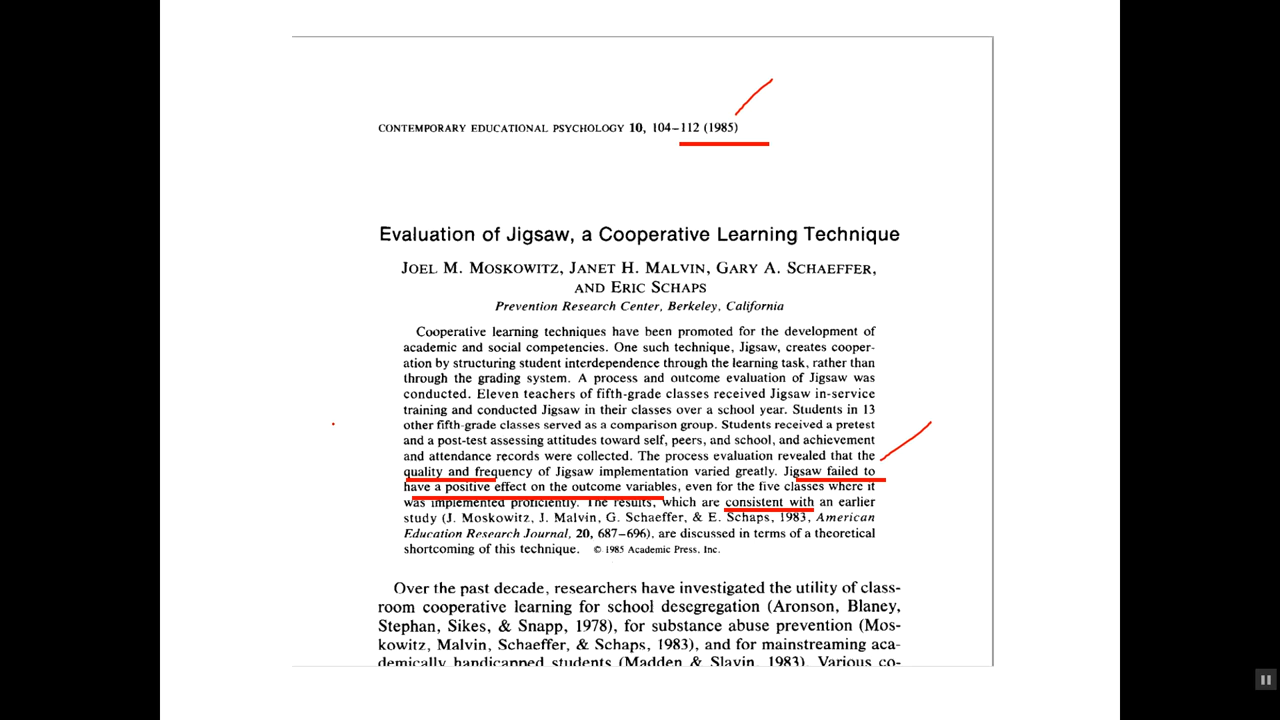 CONTEMPORARY EDUCATIONAL PSYCHOLOGY 10, 104–112 (1985)
Evaluation of Jigsaw, a Cooperative Learning Technique
JOEL M. MOSKOWITZ, JANET H. MALVIN, GARY A. SCHAEFFER,
AND ERIC SCHAPS
Prevention Research Center, Berkeley, California
Cooperative learning techniques have been promoted for the development of
academic and social competencies. One such technique, Jigsaw, creates cooper-
ation by structuring student interdependence through the learning task, rather than
through the grading system. A process and outcome evaluation of Jigsaw was
conducted. Eleven teachers of fifth-grade classes received Jigsaw in-service
training and conducted Jigsaw in their classes over a school year. Students in 13
other fifth-grade classes served as a comparison group. Students received a pretest
and a post-test assessing attitudes toward self, peers, and school, and achievement
and attendance records were collected. The process evaluation revealed that the
quality and frequency of Jigsaw implementation varied greatly. Jigsaw failed to
have a positive effect on the outcome variables, even for the five classes where it
was implemented proficiently. The results, which are consistent with an earlier
study (J. Moskowitz, J. Malvin, G. Schaeffer, & E. Schaps, 1983, American
Education Research Journal, 20, 687–696), are discussed in terms of a theoretical
shortcoming of this technique. © 1985 Academic Press, Inc.
Over the past decade, researchers have investigated the utility of class-
room cooperative learning for school desegregation (Aronson, Blaney,
Stephan, Sikes, & Snapp, 1978), for substance abuse prevention (Mos-
kowitz, Malvin, Schaeffer, & Schaps, 1983), and for mainstreaming aca-
demically handicapped students (Madden & Slavin, 1983). Various co-